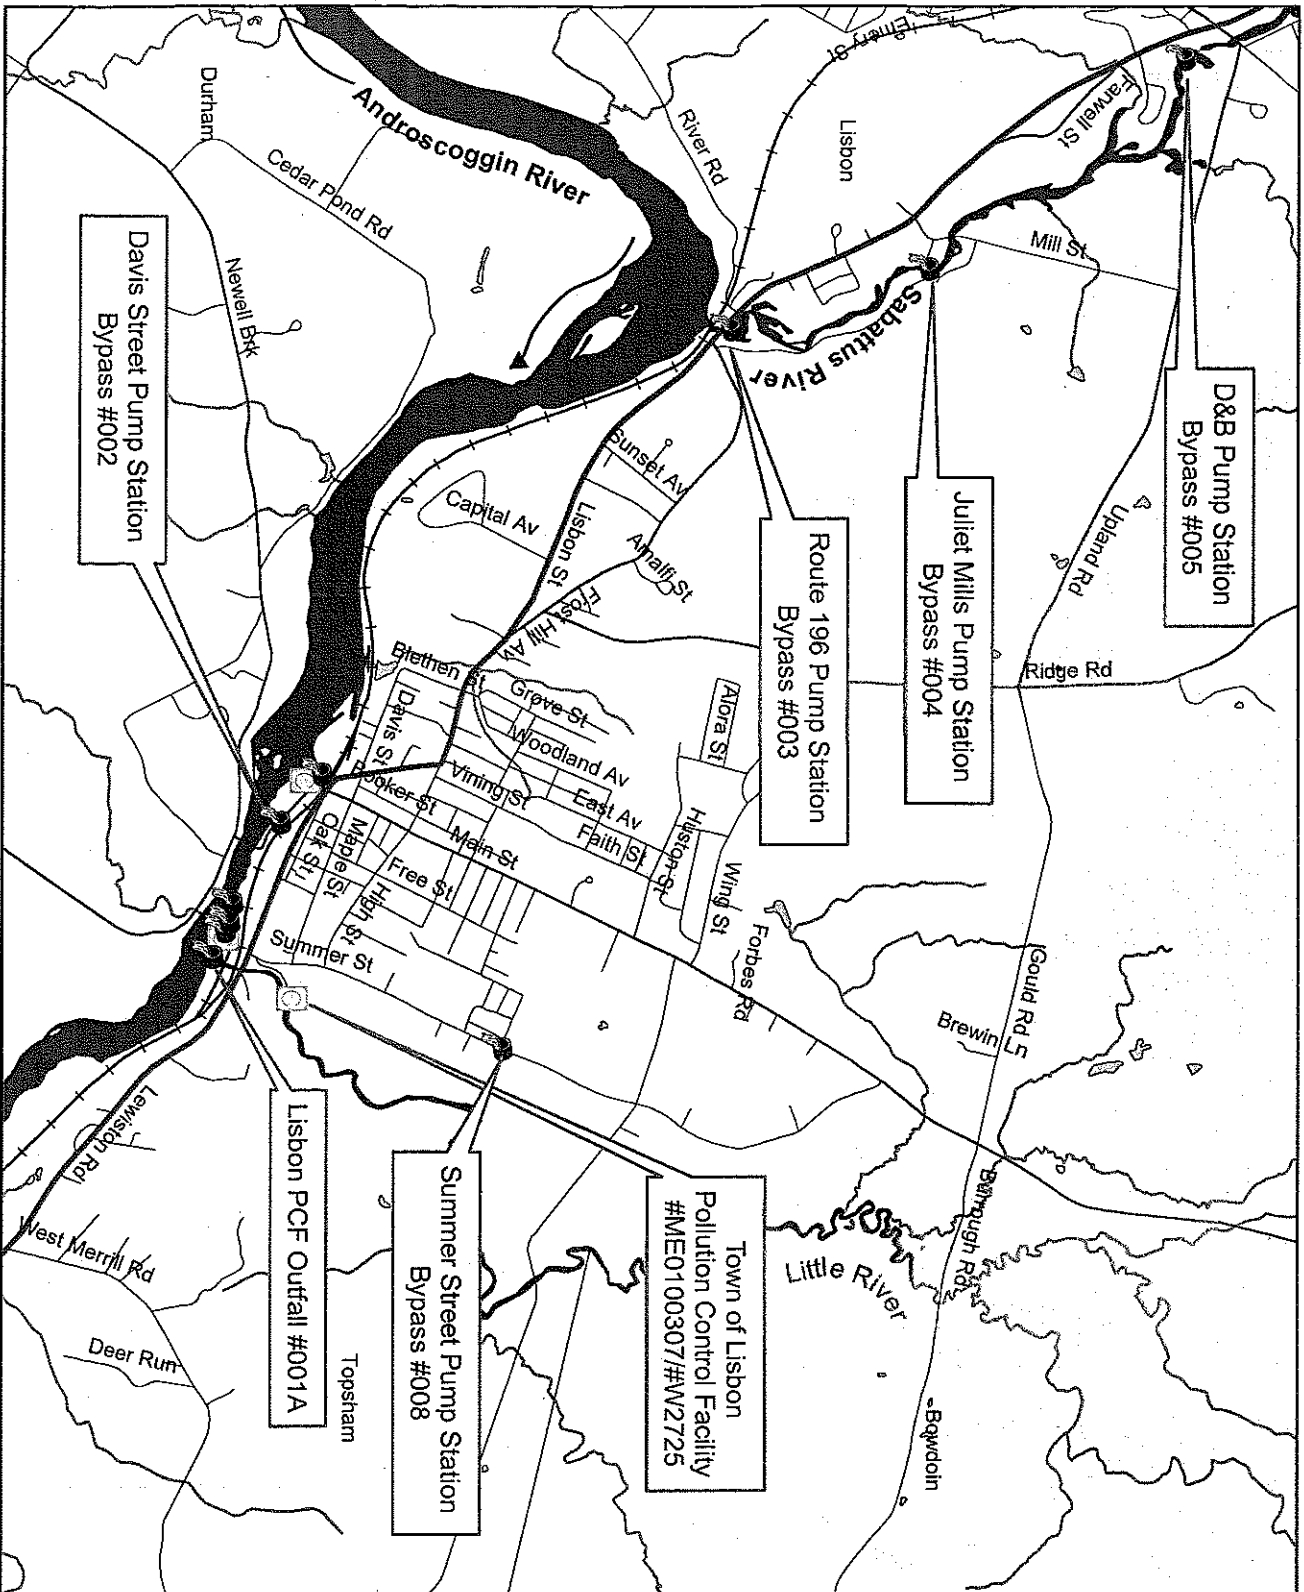 D&B Pump Station
Bypass #005
Juliet Mills Pump Station
Bypass #004
Route 196 Pump Station
Bypass #003
Davis Street Pump Station
Bypass #002
Town of Lisbon
Pollution Control Facility
#ME0100307/#W2725
Summer Street Pump Station
Bypass #008
Lisbon PCF Outfall #001A
Androscoggin River
Sabattus River
Little River
Durham
Lisbon
Topsham
Bowdoin
Emery St
Farwell St
River Rd
Mill St
Cedar Pond Rd
Newell Brk
Upland Rd
Ridge Rd
Sunset Av
Capital Av
Lisbon St
Amalfi St
Frost Hill Av
Blethen St
Grove St
Woodland Av
Davis St
Booker St
Vining St
East Av
Faith St
Alora St
Huston St
Wing St
Main St
Maple St
Oak St
Free St
High St
Summer St
Forbes Rd
Gould Rd
Brewin Ln
Burrough Rd
Lewiston Rd
West Merrill Rd
Deer Run